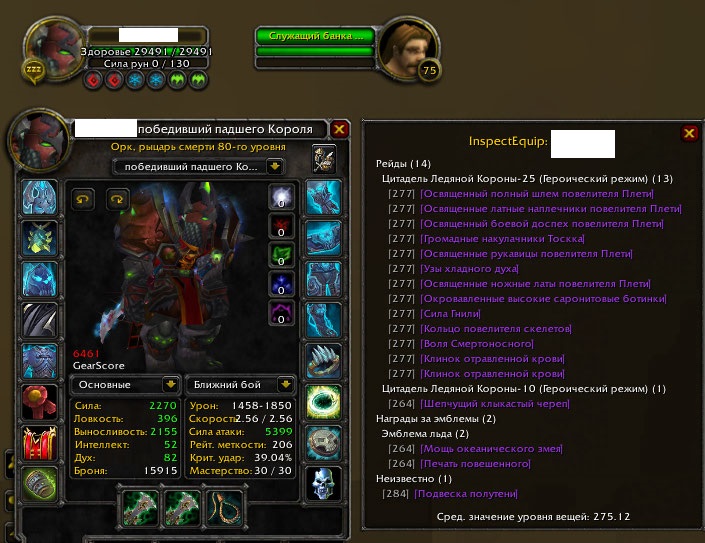 Здоровье 29491 / 29491
Сила рун 0 / 130
zzz
Служащий банка ...
75
победивший падшего Короля
Орк, рыцарь смерти 80-го уровня
победивший падшего Ко...
0
0
0
0
0
6461
GearScore
Основные
Ближний бой
Сила: 2270
Ловкость: 396
Выносливость: 2155
Интеллект: 52
Дух: 82
Броня: 15915
Урон: 1458-1850
Скорость: 2.56 / 2.56
Сила атаки: 5399
Рейт. меткости: 206
Крит. удар: 39.04%
Мастерство: 30 / 30
InspectEquip:
Рейды (14)
Цитадель Ледяной Короны-25 (Героический режим) (13)
[277] [Освященный полный шлем повелителя Плети]
[277] [Освященные латные наплечники повелителя Плети]
[277] [Освященный боевой доспех повелителя Плети]
[277] [Громадные накулачники Тоскка]
[277] [Освященные рукавицы повелителя Плети]
[277] [Узы хладного духа]
[277] [Освященные ножные латы повелителя Плети]
[277] [Окровавленные высокие саронитовые ботинки]
[277] [Сила Гнили]
[277] [Кольцо повелителя скелетов]
[277] [Воля Смертоносного]
[277] [Клинок отравленной крови]
[277] [Клинок отравленной крови]
Цитадель Ледяной Короны-10 (Героический режим) (1)
[264] [Шепчущий клыкастый череп]
Награды за эмблемы (2)
Эмблема льда (2)
[264] [Мощь океанического змея]
[264] [Печать повешенного]
Неизвестно (1)
[284] [Подвеска полутени]
Сред. значение уровня вещей: 275.12